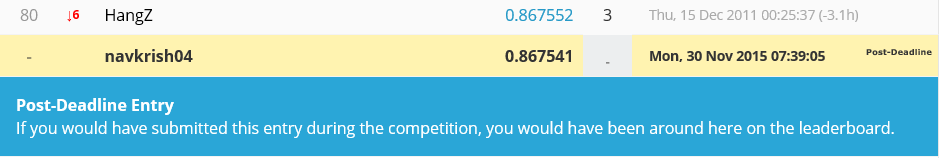 80 ↓6 HangZ 0.867552 3 Thu, 15 Dec 2011 00:25:37 (-3.1h)
- navkrish04 0.867541 - Mon, 30 Nov 2015 07:39:05 Post-Deadline
Post-Deadline Entry
If you would have submitted this entry during the competition, you would have been around here on the leaderboard.